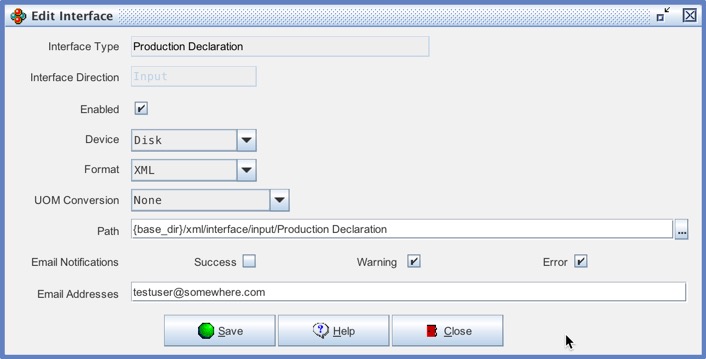 Edit Interface
Interface Type Production Declaration
Interface Direction Input
Enabled
Device Disk
Format XML
UOM Conversion None
Path {base_dir}/xml/interface/input/Production Declaration ...
Email Notifications Success Warning Error
Email Addresses testuser@somewhere.com
Save Help Close